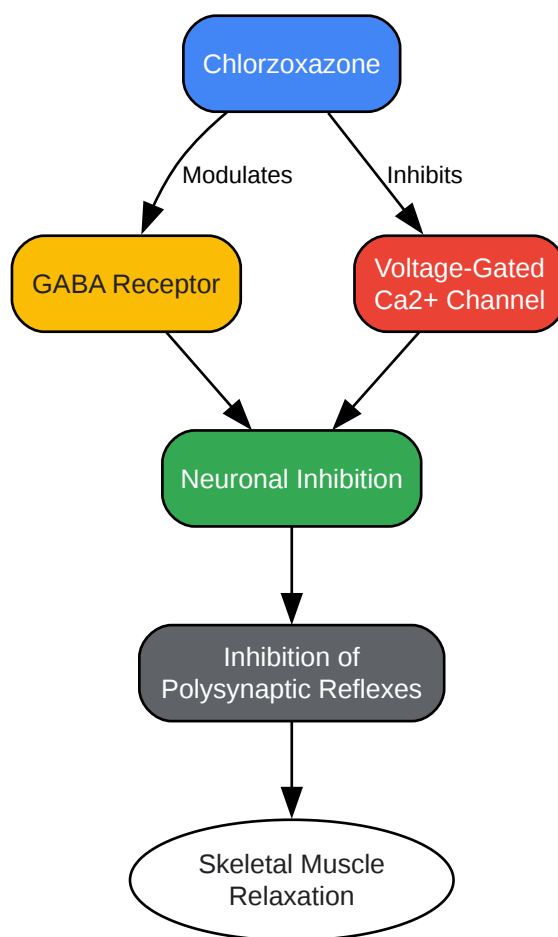 Chlorzoxazone
Modulates
Inhibits
GABA Receptor
Voltage-Gated
Ca2+ Channel
Neuronal Inhibition
Inhibition of
Polysynaptic Reflexes
Skeletal Muscle
Relaxation